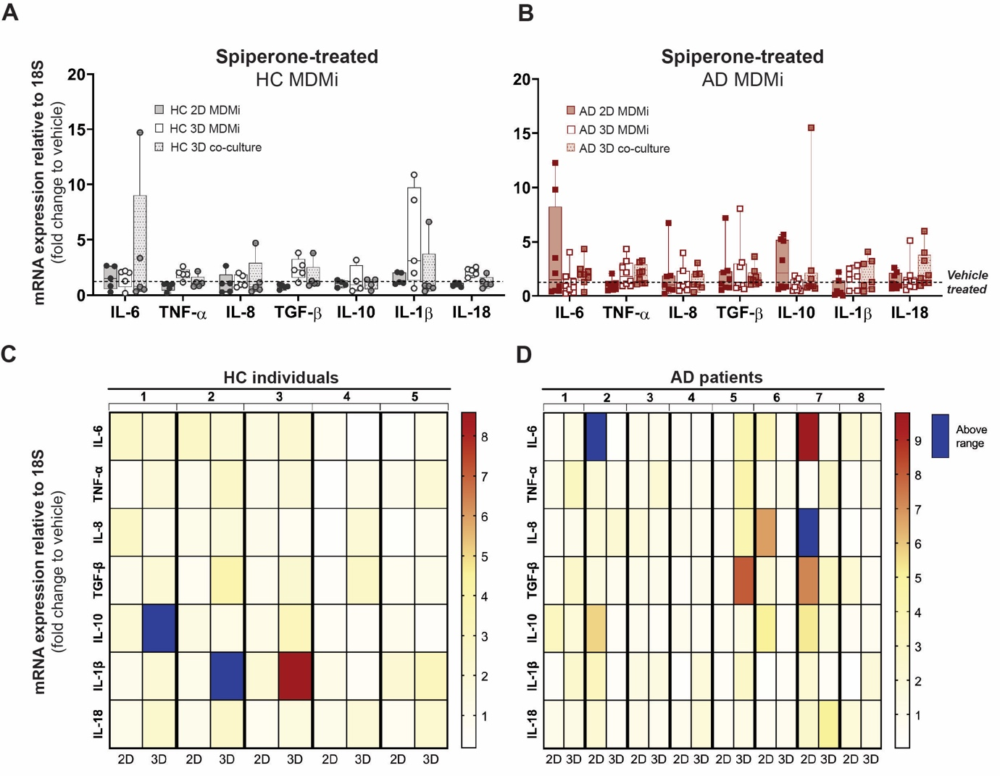 A
Spiperone-treated
HC MDMi
mRNA expression relative to 18S
(fold change to vehicle)
20
15
10
5
0
HC 2D MDMi
HC 3D MDMi
HC 3D co-culture
IL-6 TNF-α IL-8 TGF-β IL-10 IL-1β IL-18
B
Spiperone-treated
AD MDMi
20
15
10
5
0
AD 2D MDMi
AD 3D MDMi
AD 3D co-culture
Vehicle
treated
IL-6 TNF-α IL-8 TGF-β IL-10 IL-1β IL-18
C
HC individuals
1 2 3 4 5
mRNA expression relative to 18S
(fold change to vehicle)
IL-6
TNF-α
IL-8
TGF-β
IL-10
IL-1β
IL-18
2D 3D 2D 3D 2D 3D 2D 3D 2D 3D
8
7
6
5
4
3
2
1
D
AD patients
1 2 3 4 5 6 7 8
IL-6
TNF-α
IL-8
TGF-β
IL-10
IL-1β
IL-18
2D 3D 2D 3D 2D 3D 2D 3D 2D 3D 2D 3D 2D 3D 2D 3D
9
8
7
6
5
4
3
2
1
Above
range